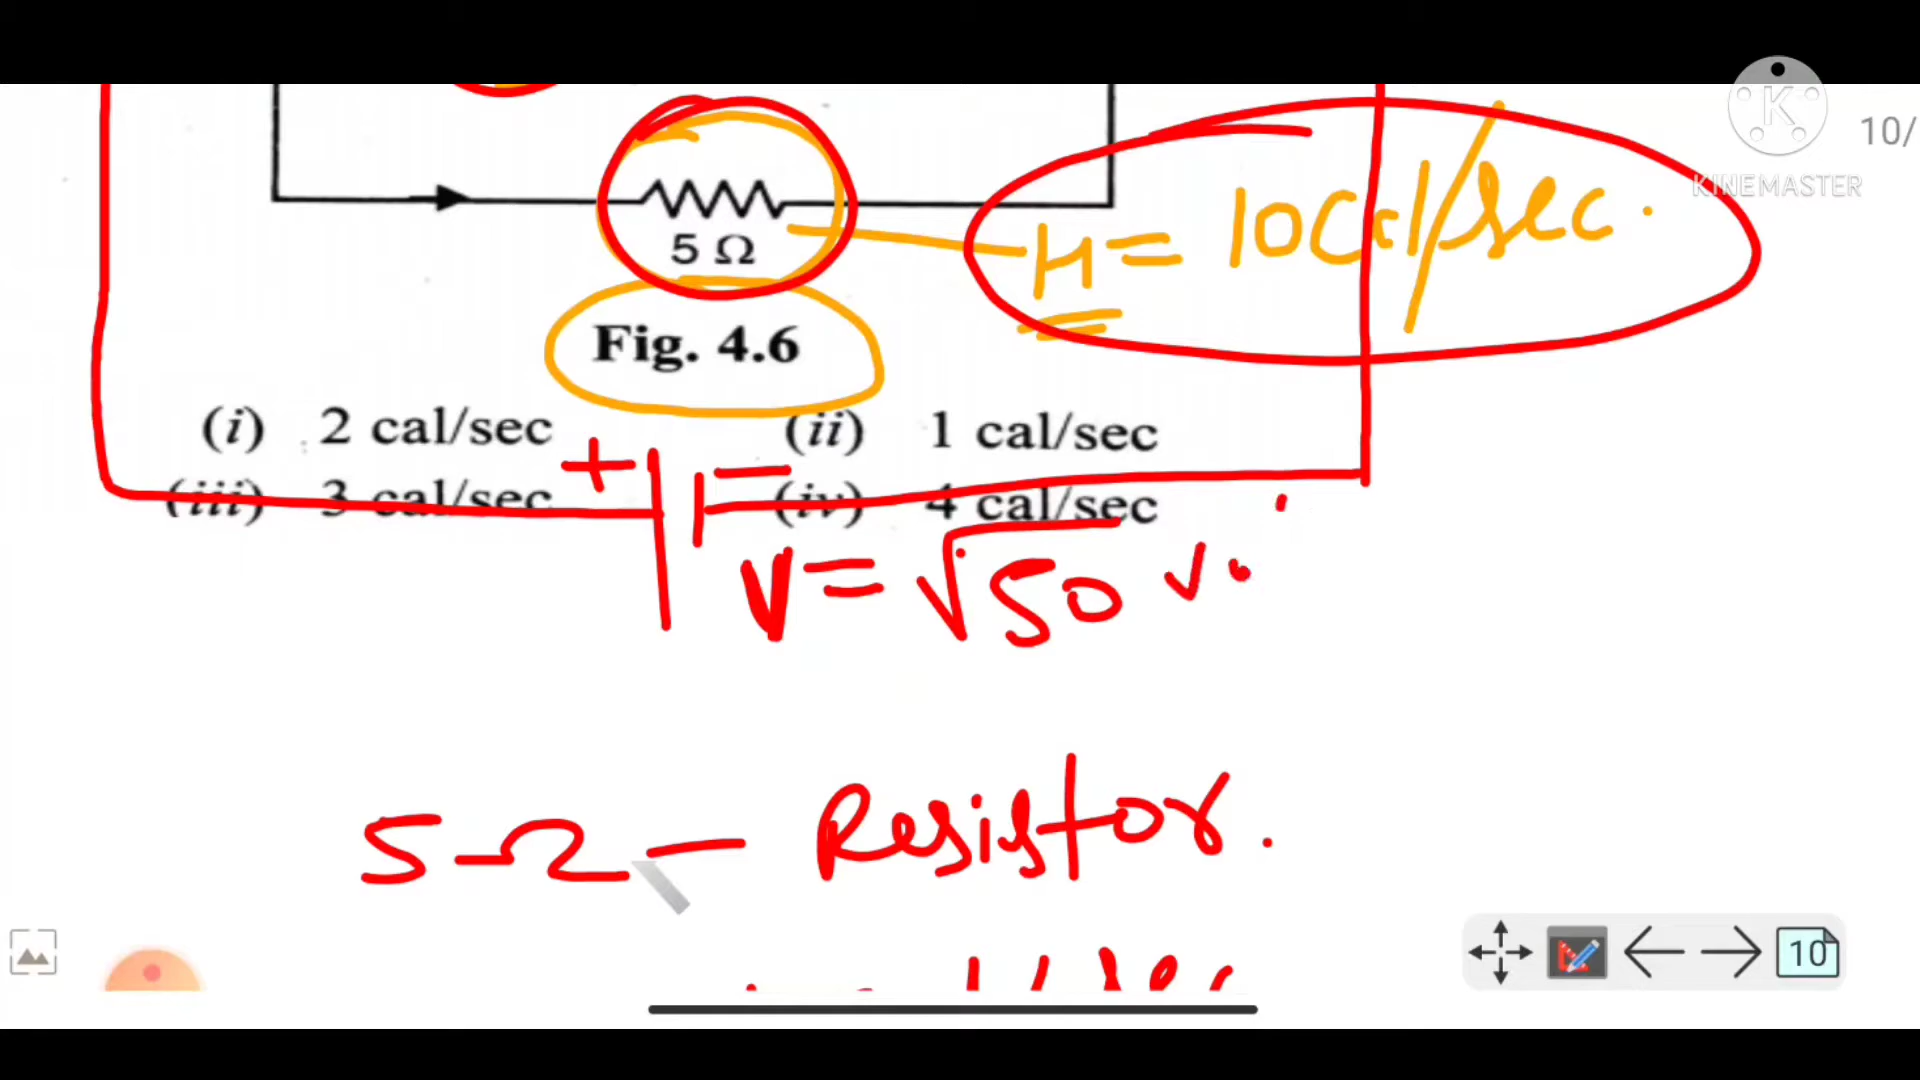 KINEMASTER
10/
H = 10 Cal/sec.
5 Ω
Fig. 4.6
(i) 2 cal/sec (ii) 1 cal/sec
(iii) 3 cal/sec (iv) 4 cal/sec
+ −
V = √50 V.
5Ω − Resistor.
10